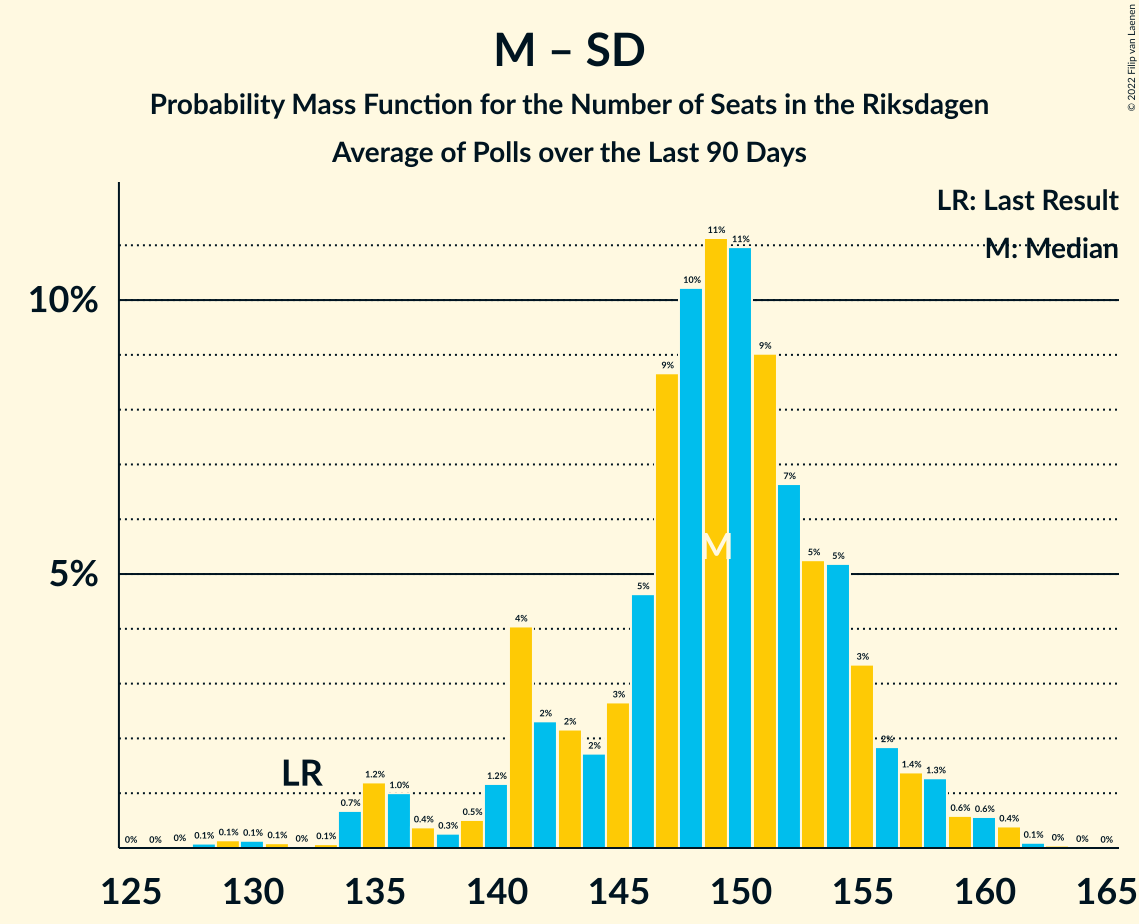 M – SD
Probability Mass Function for the Number of Seats in the Riksdagen
Average of Polls over the Last 90 Days
© 2022 Filip van Laenen
LR: Last Result
M: Median
10%
5%
0% 0% 0% 0.1% 0.1% 0.1% 0.1% 0% 0.1% 0.7% 1.2% 1.0% 0.4% 0.3% 0.5% 1.2% 4% 2% 2% 2% 3% 5% 9% 10% 11% 11% 9% 7% 5% 5% 3% 2% 1.4% 1.3% 0.6% 0.6% 0.4% 0.1% 0% 0% 0%
M
LR
125 130 135 140 145 150 155 160 165